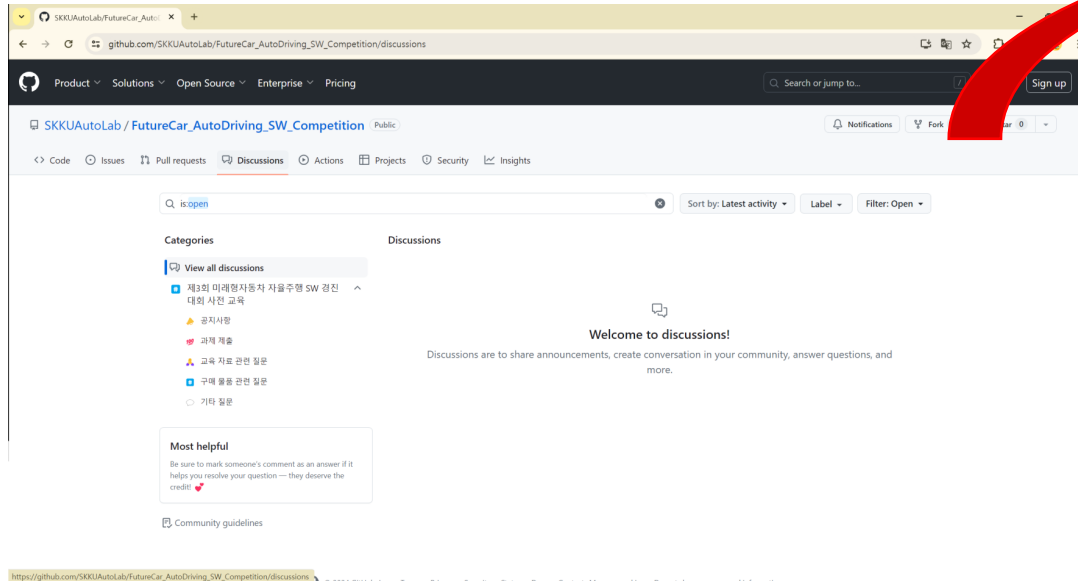 SKKUAutoLab/FutureCar_Auto
github.com/SKKUAutoLab/FutureCar_AutoDriving_SW_Competition/discussions
Product Solutions Open Source Enterprise Pricing Search or jump to... / Sign up
SKKUAutoLab / FutureCar_AutoDriving_SW_Competition Public Notifications Fork 0
Code Issues Pull requests Discussions Actions Projects Security Insights
is:open Sort by: Latest activity Label Filter: Open
Categories Discussions
View all discussions
제3회 미래형자동차 자율주행 SW 경진
대회 사전 교육
공지사항
과제 제출
교육 자료 관련 질문
구매 물품 관련 질문
기타 질문
Welcome to discussions!
Discussions are to share announcements, create conversation in your community, answer questions, and
more.
Most helpful
Be sure to mark someone's comment as an answer if it
helps you resolve your question — they deserve the
credit! 💕
Community guidelines
https://github.com/SKKUAutoLab/FutureCar_AutoDriving_SW_Competition/discussions